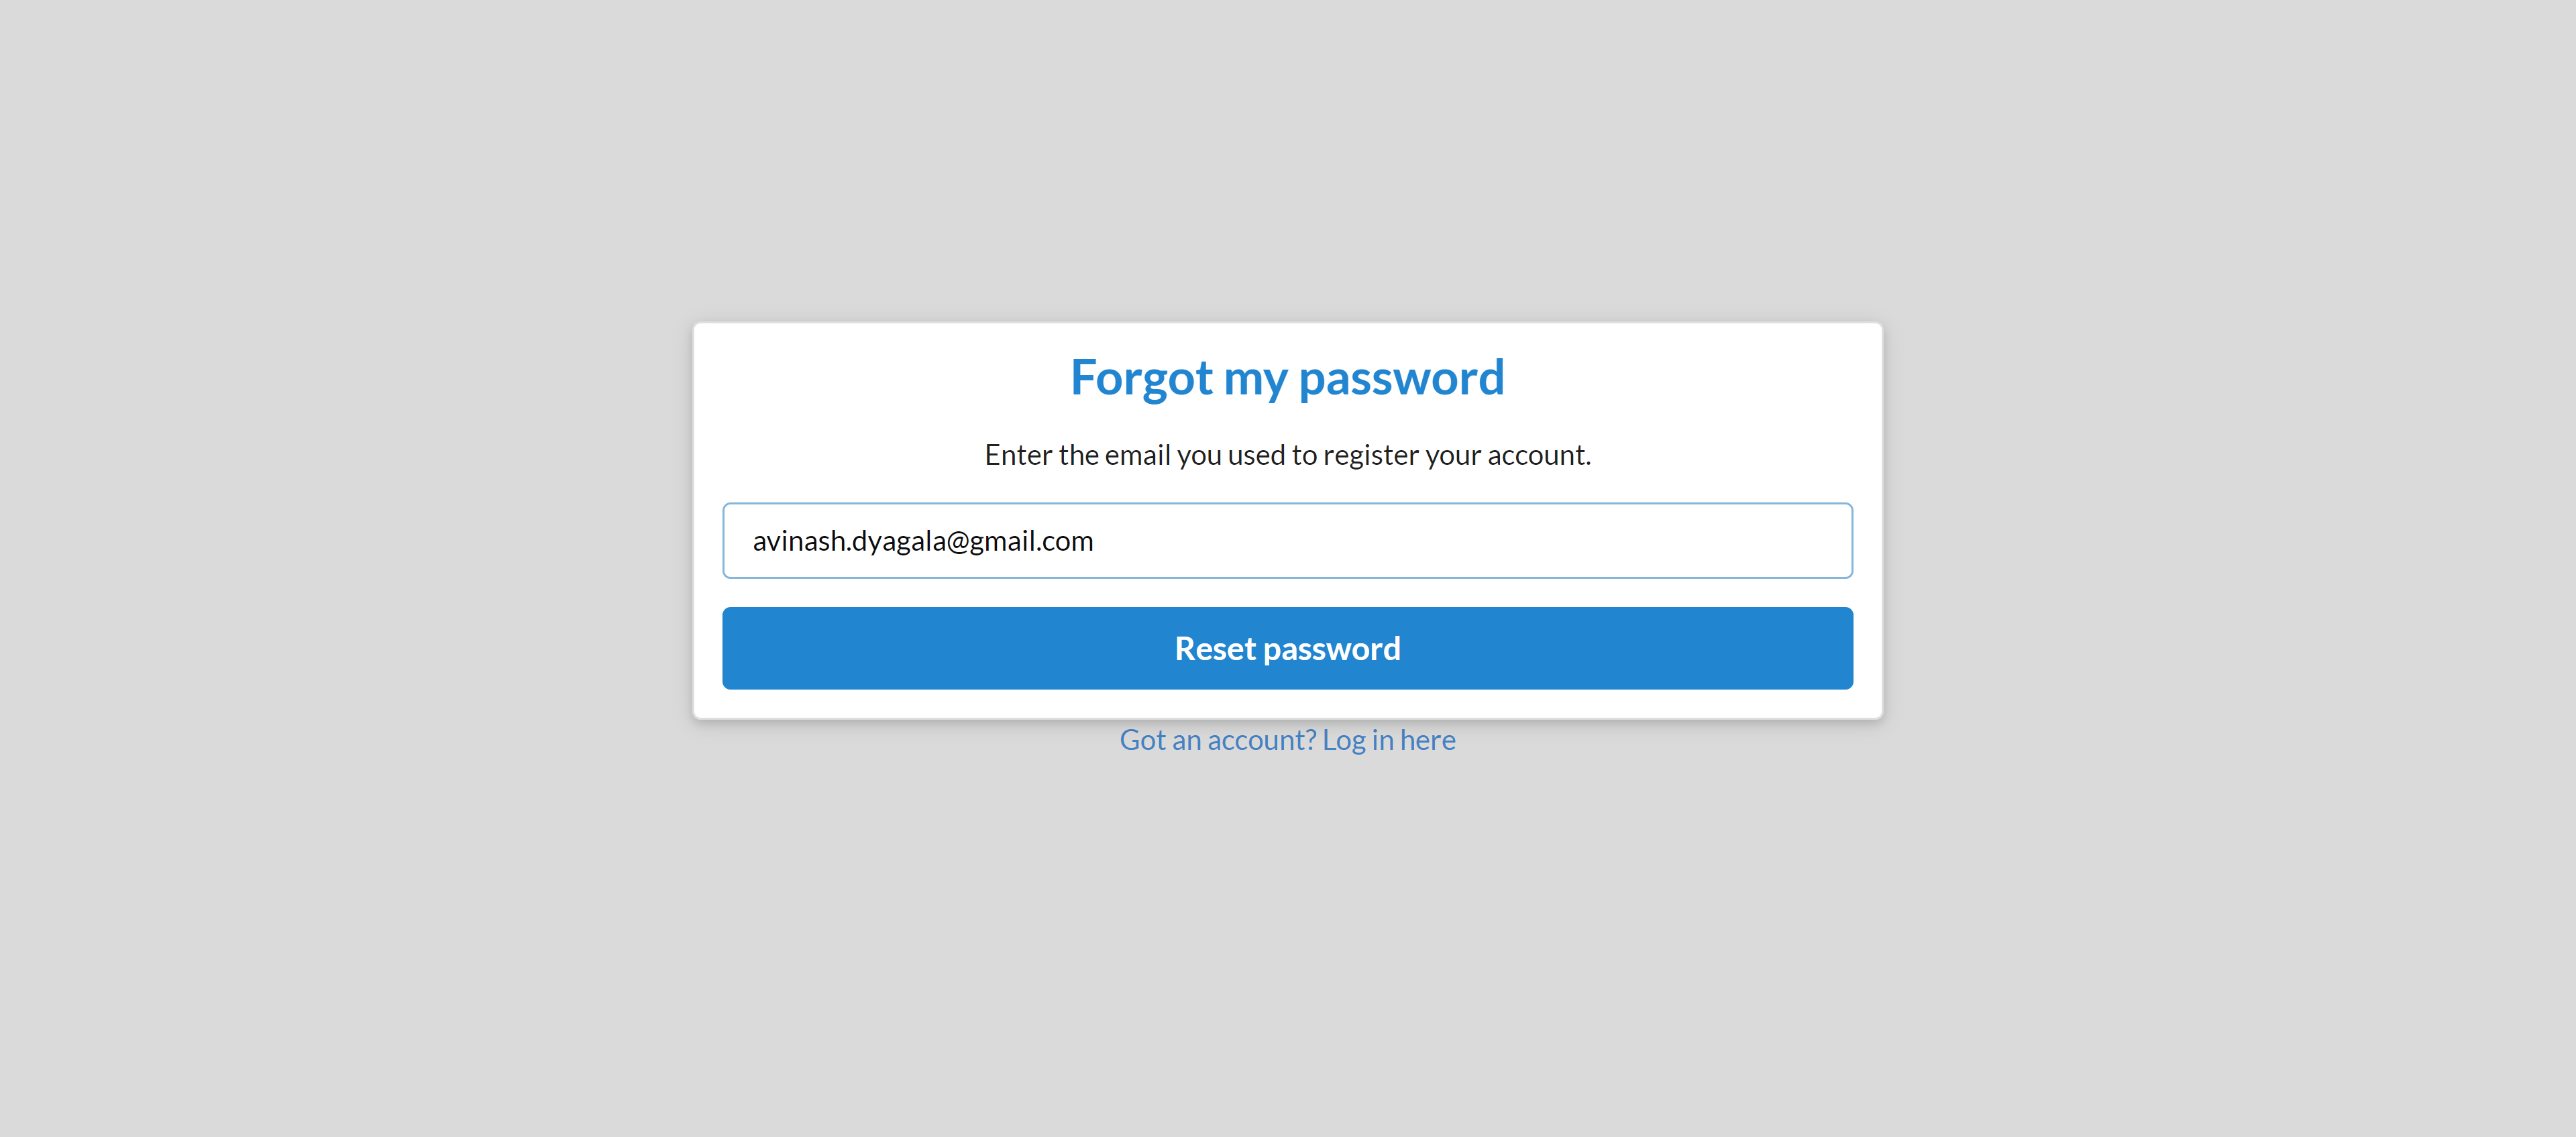 Forgot my password
Enter the email you used to register your account.
avinash.dyagala@gmail.com
Reset password
Got an account? Log in here